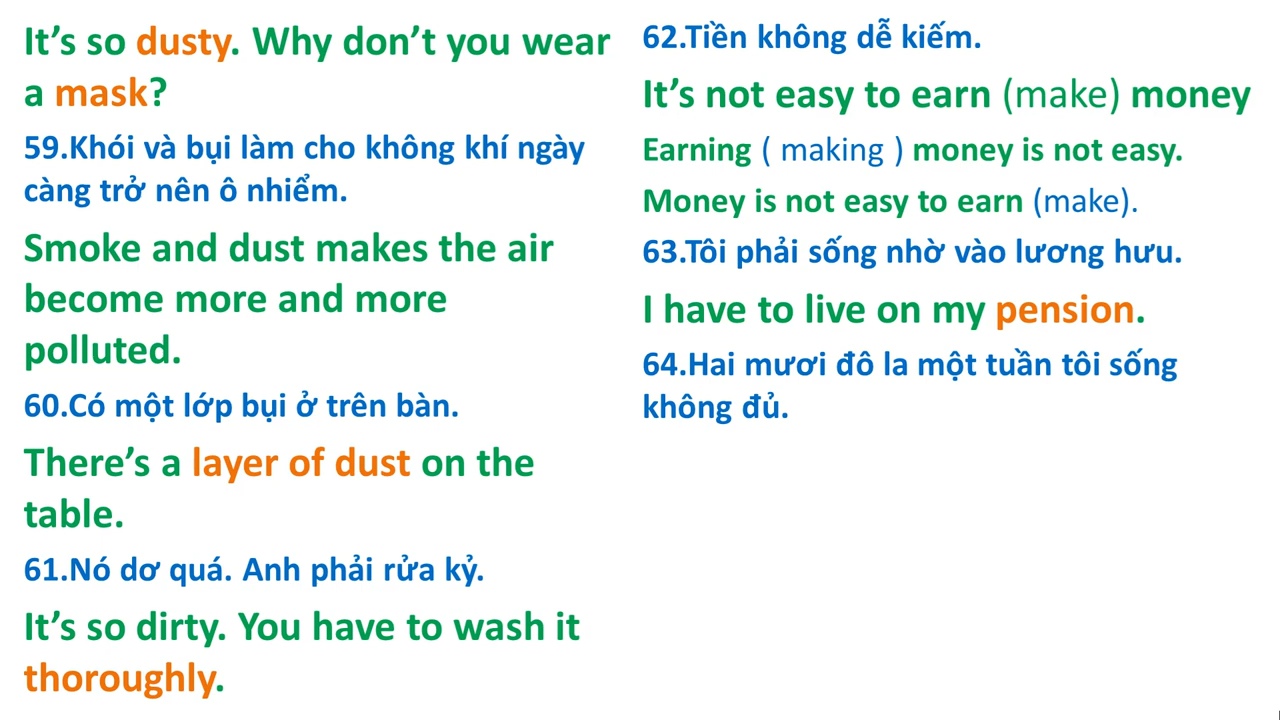 It’s so dusty. Why don’t you wear
a mask?
59.Khói và bụi làm cho không khí ngày
càng trở nên ô nhiểm.
Smoke and dust makes the air
become more and more
polluted.
60.Có một lớp bụi ở trên bàn.
There’s a layer of dust on the
table.
61.Nó dơ quá. Anh phải rửa kỷ.
It’s so dirty. You have to wash it
thoroughly.
62.Tiền không dễ kiếm.
It’s not easy to earn (make) money
Earning ( making ) money is not easy.
Money is not easy to earn (make).
63.Tôi phải sống nhờ vào lương hưu.
I have to live on my pension.
64.Hai mươi đô la một tuần tôi sống
không đủ.